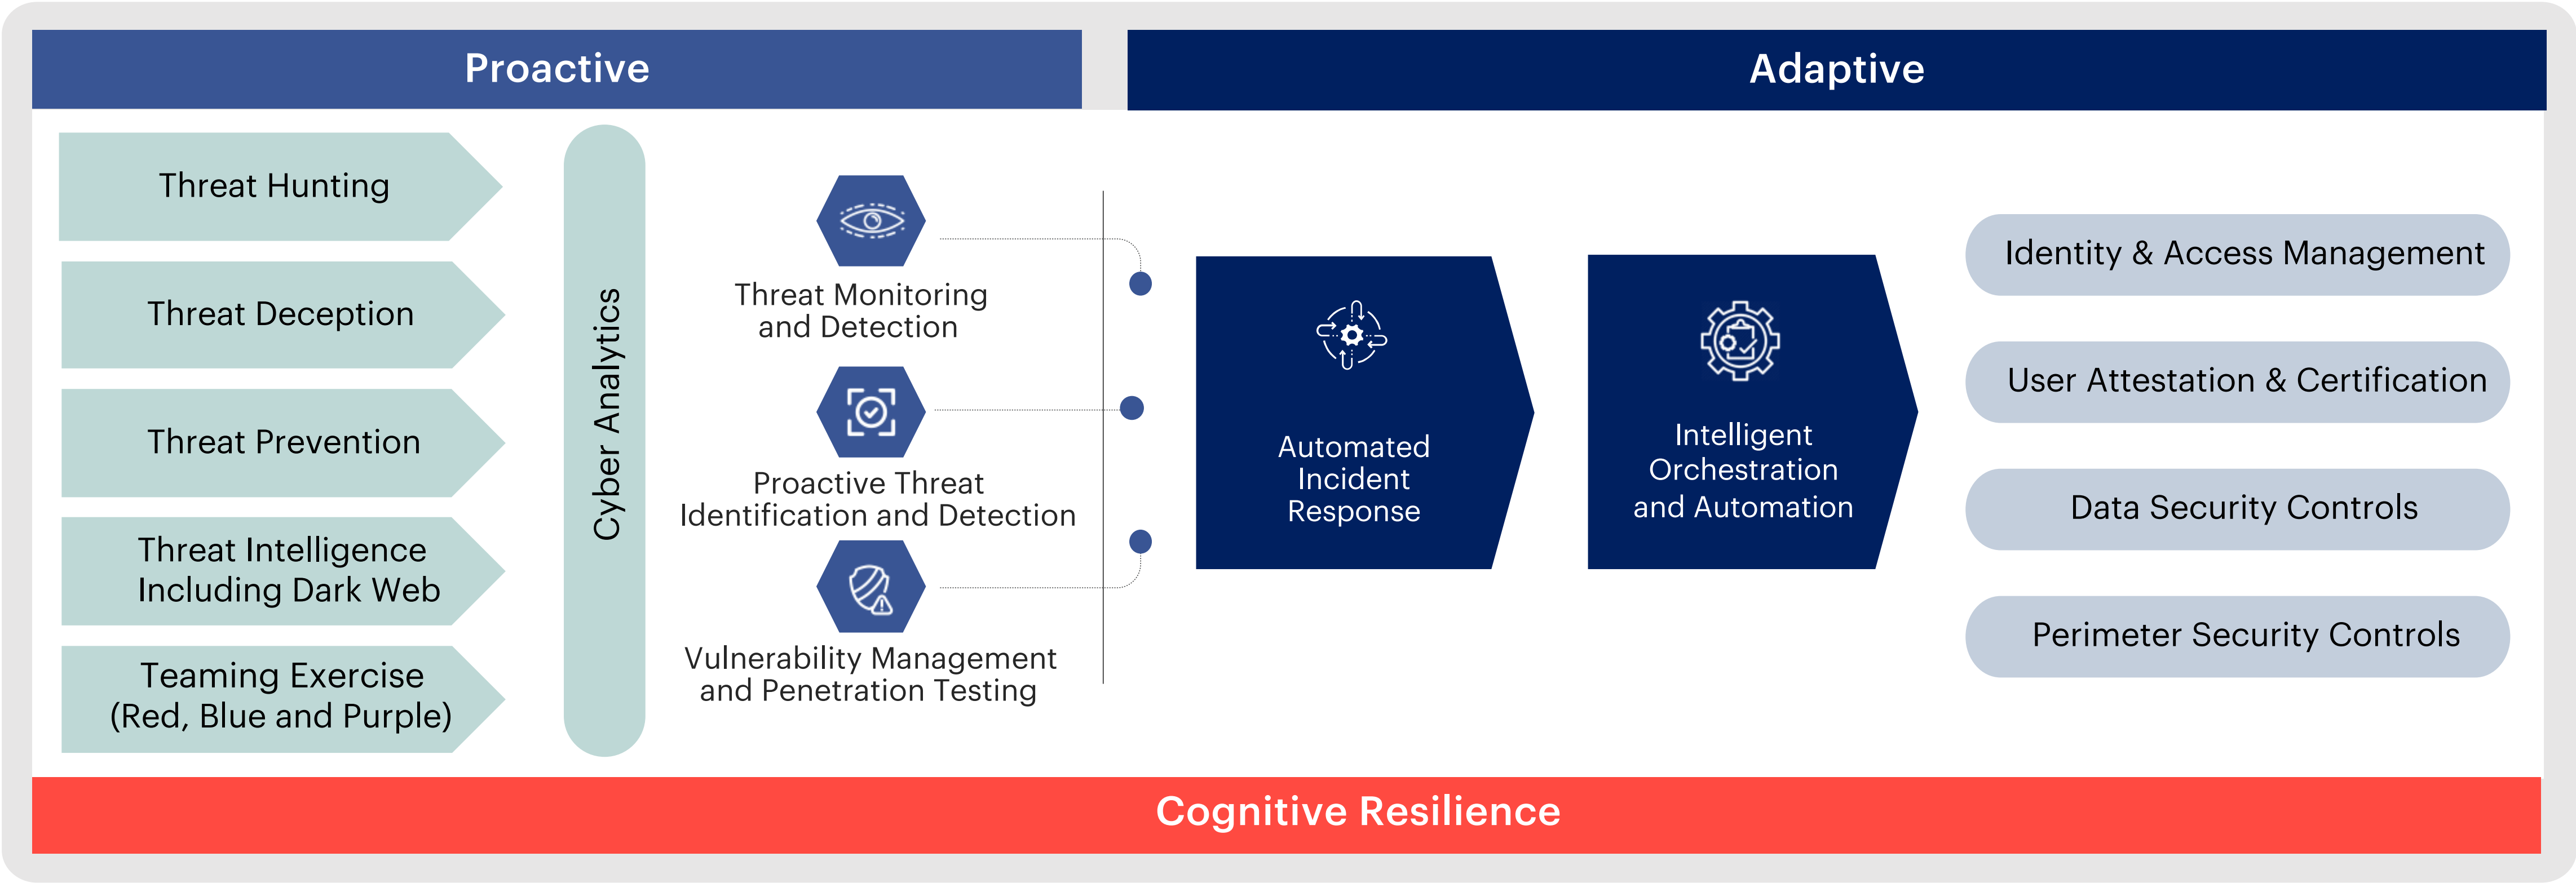 Proactive
Adaptive
Threat Hunting
Threat Deception
Threat Prevention
Threat Intelligence
Including Dark Web
Teaming Exercise
(Red, Blue and Purple)
Cyber Analytics
Threat Monitoring
and Detection
Proactive Threat
Identification and Detection
Vulnerability Management
and Penetration Testing
Automated
Incident
Response
Intelligent
Orchestration
and Automation
Identity & Access Management
User Attestation & Certification
Data Security Controls
Perimeter Security Controls
Cognitive Resilience